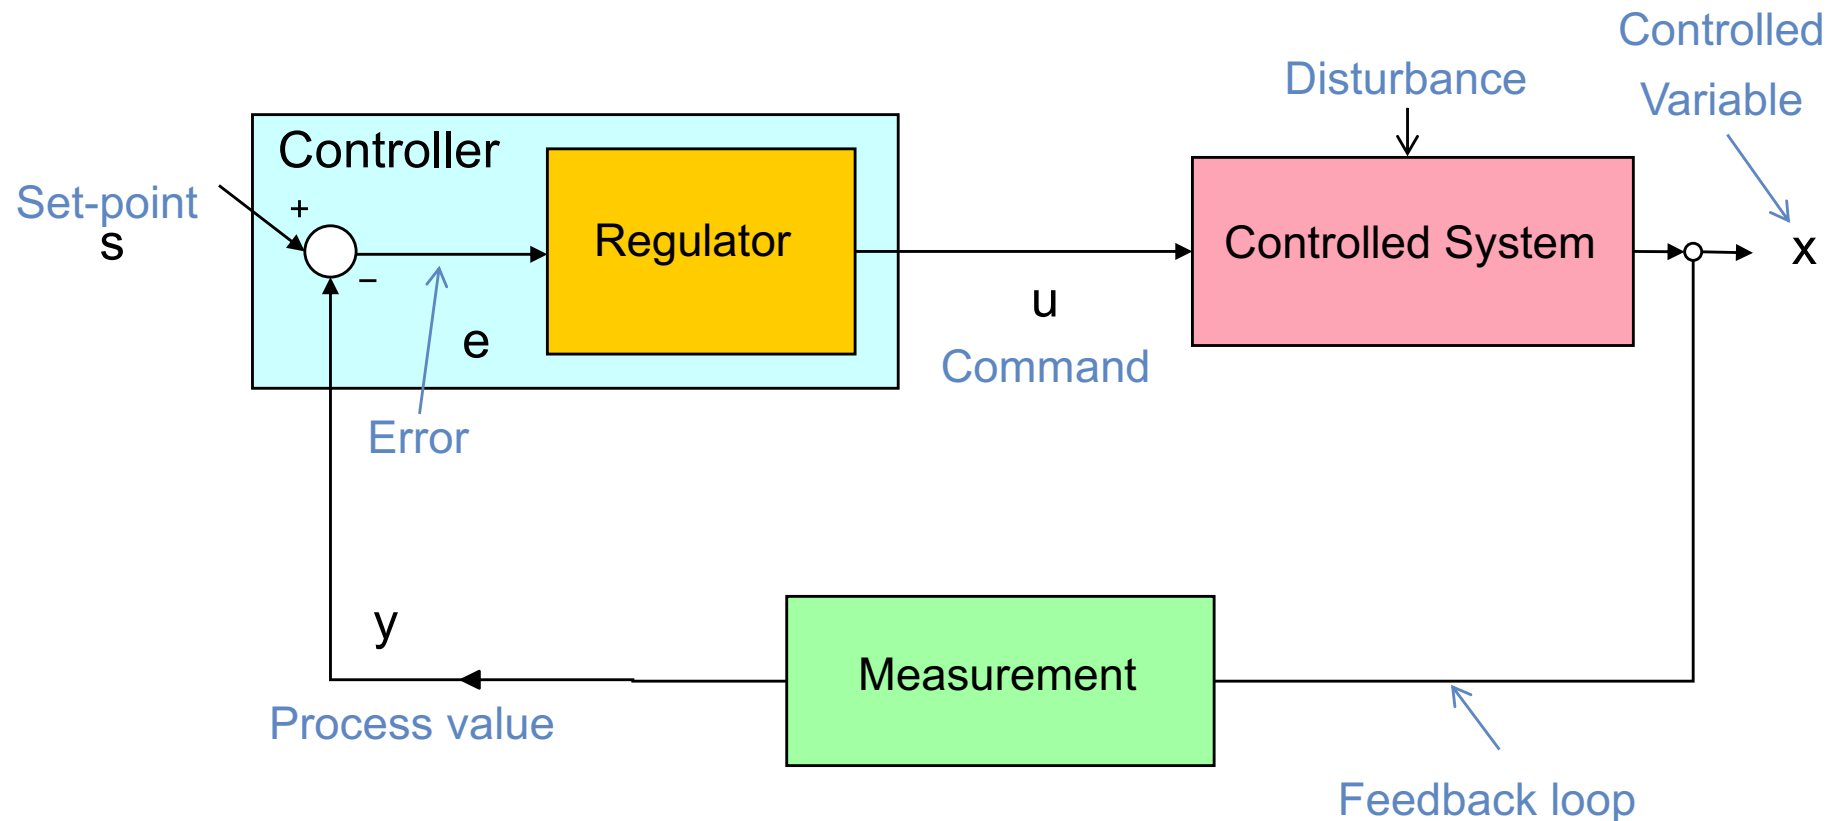 Controlled
Variable
Disturbance
Controller
Set-point
s
+
−
Regulator
Controlled System
x
e
u
Command
Error
y
Process value
Measurement
Feedback loop